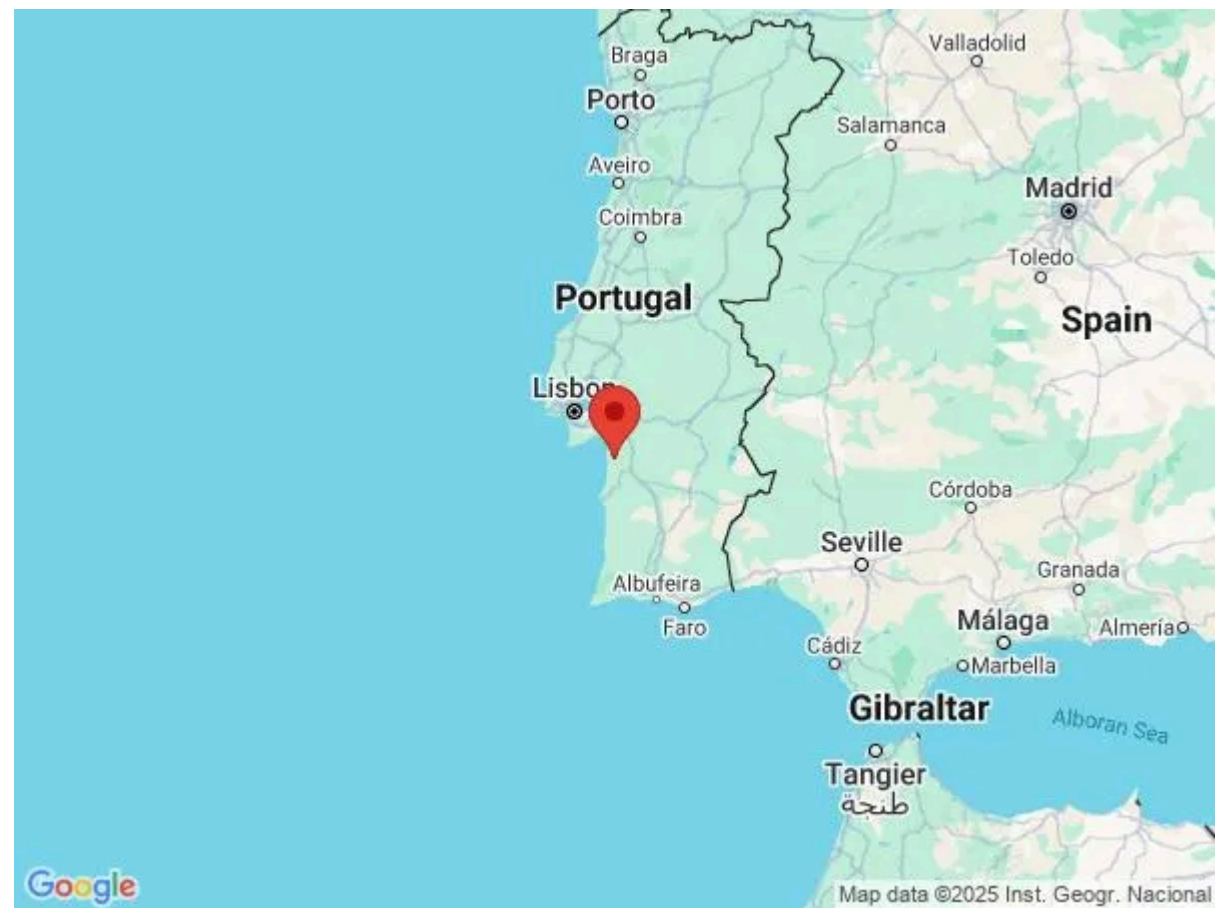 Braga
Valladolid
Porto
Salamanca
Aveiro
Madrid
Coimbra
Toledo
Portugal
Spain
Lisbon
Córdoba
Seville
Albufeira
Granada
Faro
Málaga
Almería
Cádiz
Marbella
Gibraltar
Alboran Sea
Tangier
طنجة
Google
Map data ©2025 Inst. Geogr. Nacional